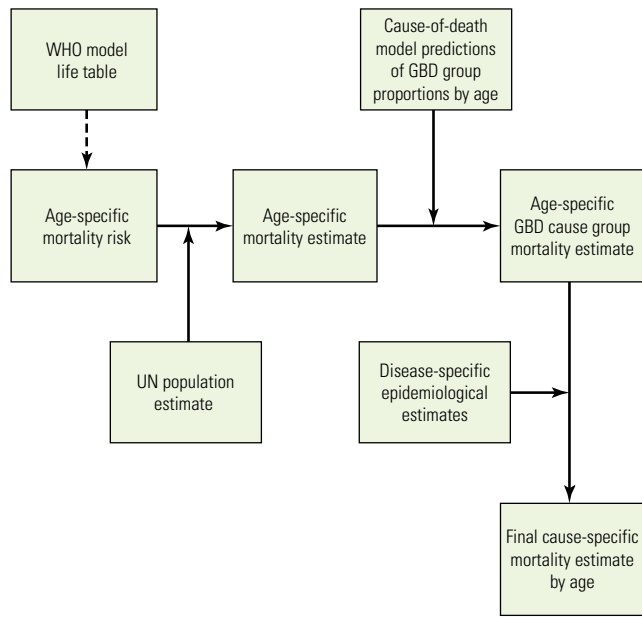 WHO model
life table
Cause-of-death
model predictions
of GBD group
proportions by age
Age-specific
mortality risk
Age-specific
mortality estimate
Age-specific
GBD cause group
mortality estimate
UN population
estimate
Disease-specific
epidemiological
estimates
Final cause-specific
mortality estimate
by age